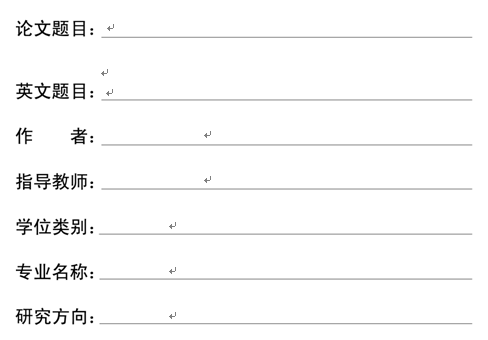 论文题目：
英文题目：
作 者：
指导教师：
学位类别：
专业名称：
研究方向：